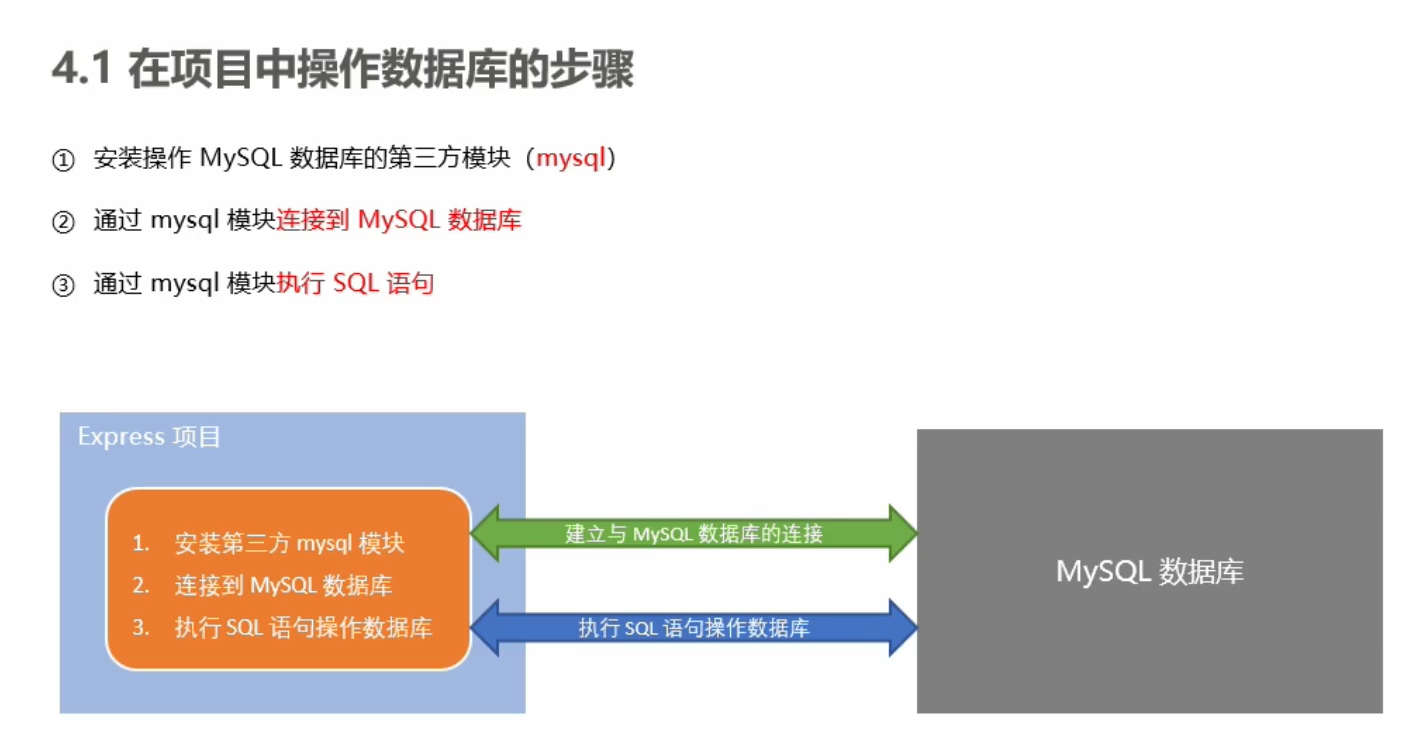 4.1 在项目中操作数据库的步骤
① 安装操作 MySQL 数据库的第三方模块（mysql）
② 通过 mysql 模块连接到 MySQL 数据库
③ 通过 mysql 模块执行 SQL 语句
Express 项目
1. 安装第三方 mysql 模块
2. 连接到 MySQL 数据库
3. 执行 SQL 语句操作数据库
建立与 MySQL 数据库的连接
执行 SQL 语句操作数据库
MySQL 数据库